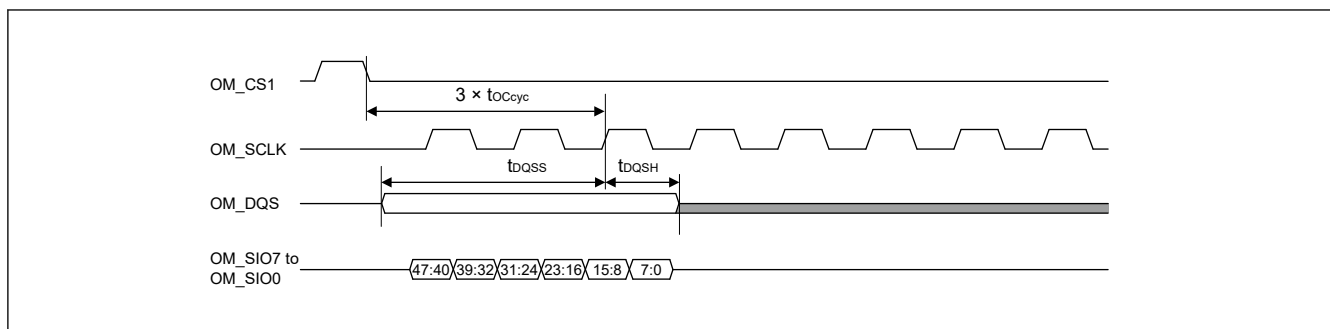 OM_CS1
3 × tOCcyc
OM_SCLK
tDQSS
tDQSH
OM_DQS
OM_SIO7 to
OM_SIO0
47:40 39:32 31:24 23:16 15:8 7:0